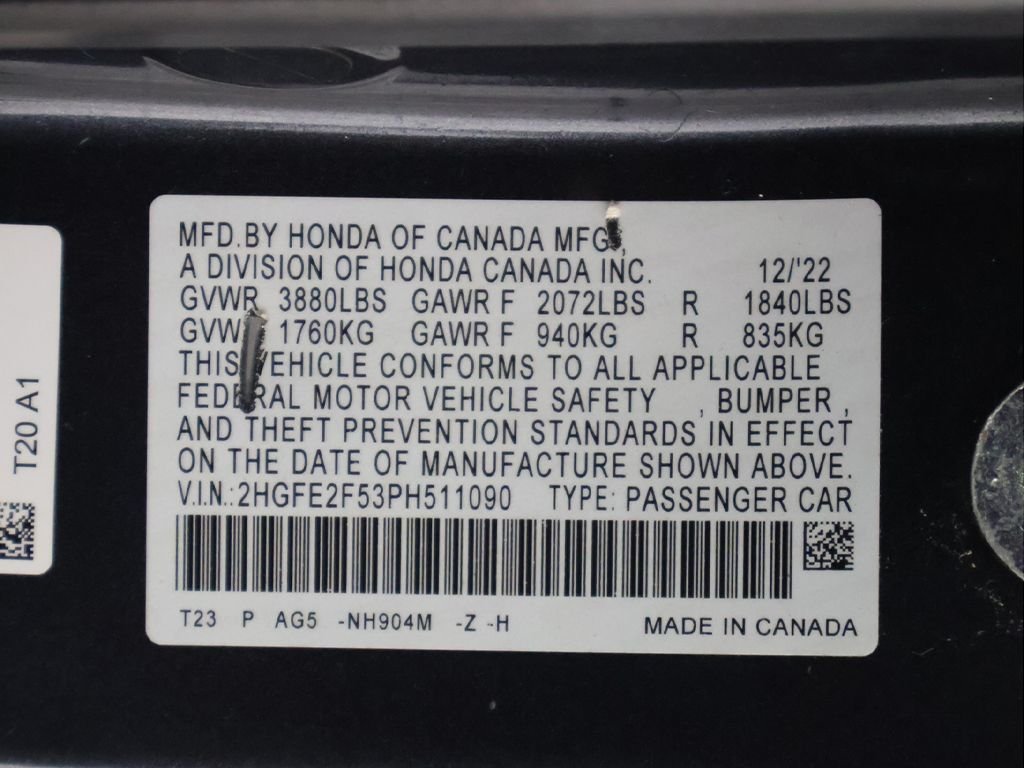 MFD.BY HONDA OF CANADA MFG.,
A DIVISION OF HONDA CANADA INC. 12/'22
GVWR 3880LBS GAWR F 2072LBS R 1840LBS
GVWR 1760KG GAWR F 940KG R 835KG
THIS VEHICLE CONFORMS TO ALL APPLICABLE
FEDERAL MOTOR VEHICLE SAFETY , BUMPER ,
AND THEFT PREVENTION STANDARDS IN EFFECT
ON THE DATE OF MANUFACTURE SHOWN ABOVE.
V.I.N.:2HGFE2F53PH511090 TYPE: PASSENGER CAR
T23 P AG5 -NH904M -Z -H MADE IN CANADA
T20 A1